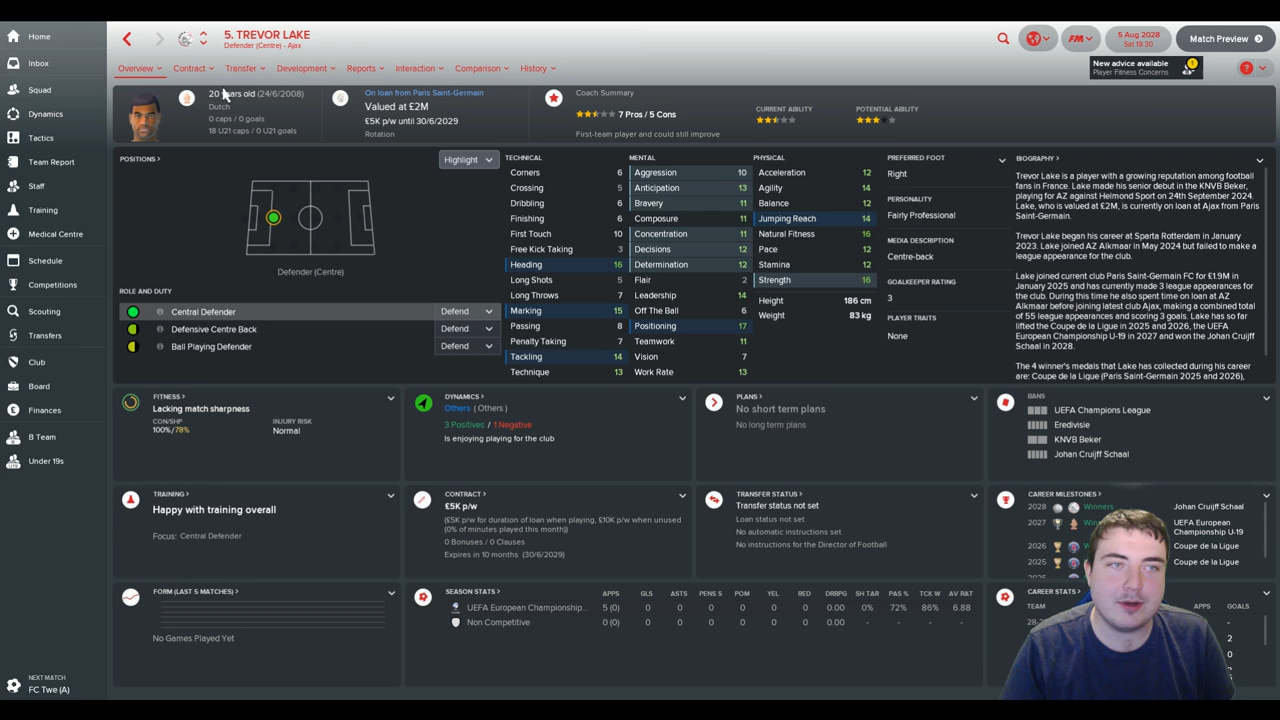 Home
Inbox
Squad
Dynamics
Tactics
Team Report
Staff
Training
Medical Centre
Schedule
Competitions
Scouting
Transfers
Club
Board
Finances
B Team
Under 19s
NEXT MATCH
FC Twe (A)
5. TREVOR LAKE
Defender (Centre) - Ajax
FM
5 Aug 2028
Sat 18:30
Match Preview
Overview
Contract
Transfer
Development
Reports
Interaction
Comparison
History
New advice available
Player Fitness Concerns
1
?
20 years old (24/6/2008)
Dutch
0 caps / 0 goals
18 U21 caps / 0 U21 goals
On loan from Paris Saint-Germain
Valued at £2M
£5K p/w until 30/6/2029
Rotation
Coach Summary
7 Pros / 5 Cons
First-team player and could still improve
CURRENT ABILITY
POTENTIAL ABILITY
POSITIONS >
Highlight
Defender (Centre)
ROLE AND DUTY
Central Defender Defend
Defensive Centre Back Defend
Ball Playing Defender Defend
TECHNICAL
Corners 6
Crossing 5
Dribbling 6
Finishing 6
First Touch 10
Free Kick Taking 3
Heading 16
Long Shots 5
Long Throws 7
Marking 15
Passing 8
Penalty Taking 7
Tackling 14
Technique 13
MENTAL
Aggression 10
Anticipation 13
Bravery 11
Composure 11
Concentration 11
Decisions 12
Determination 12
Flair 2
Leadership 14
Off The Ball 6
Positioning 17
Teamwork 11
Vision 7
Work Rate 13
PHYSICAL
Acceleration 12
Agility 14
Balance 12
Jumping Reach 14
Natural Fitness 16
Pace 12
Stamina 12
Strength 16
Height 186 cm
Weight 83 kg
PREFERRED FOOT
Right
PERSONALITY
Fairly Professional
MEDIA DESCRIPTION
Centre-back
GOALKEEPER RATING
3
PLAYER TRAITS
None
BIOGRAPHY >
Trevor Lake is a player with a growing reputation among football
fans in France. Lake made his senior debut in the KNVB Beker,
playing for AZ against Helmond Sport on 24th September 2024.
Lake, who is valued at £2M, is currently on loan at Ajax from Paris
Saint-Germain.
Trevor Lake began his career at Sparta Rotterdam in January
2023. Lake joined AZ Alkmaar in May 2024 but failed to make a
league appearance for the club.
Lake joined current club Paris Saint-Germain FC for £1.9M in
January 2025 and has currently made 3 league appearances for
the club. During this time he also spent time on loan at AZ
Alkmaar before joining latest club Ajax, making a combined total
of 55 league appearances and scoring 3 goals. Lake has so far
lifted the Coupe de la Ligue in 2025 and 2026, the UEFA
European Championship U-19 in 2027 and won the Johan Cruijff
Schaal in 2028.
The 4 winner's medals that Lake has collected during his career
are: Coupe de la Ligue (Paris Saint-Germain 2025 and 2026),
FITNESS >
Lacking match sharpness
CON/SHP
100%/78%
INJURY RISK
Normal
DYNAMICS >
Others ( Others )
3 Positives / 1 Negative
Is enjoying playing for the club
PLANS >
No short term plans
No long term plans
BANS
UEFA Champions League
Eredivisie
KNVB Beker
Johan Cruijff Schaal
TRAINING >
Happy with training overall
Focus: Central Defender
CONTRACT >
£5K p/w
(£5K p/w for duration of loan when playing, £10K p/w when unused
(0% of minutes played this month))
0 Bonuses / 0 Clauses
Expires in 10 months (30/6/2029)
TRANSFER STATUS >
Transfer status not set
Loan status not set
No automatic instructions set
No instructions for the Director of Football
CAREER MILESTONES >
2028 Winners Johan Cruijff Schaal
2027 UEFA European
Championship U-19
2026 Coupe de la Ligue
2025 Coupe de la Ligue
FORM (LAST 5 MATCHES) >
No Games Played Yet
SEASON STATS >
APPS GLS ASTS PENS S POM YEL RED DRBPG SH TAR PAS % TCK W AV RAT
UEFA European Championship... 5 (0) 0 0 0 0 0 0 0.00 0% 72% 86% 6.88
Non Competitive 0 (0) 0 0 0 0 0 0 0.00 - - - -
CAREER STATS >
TEAM APPS GOALS
-
2
0